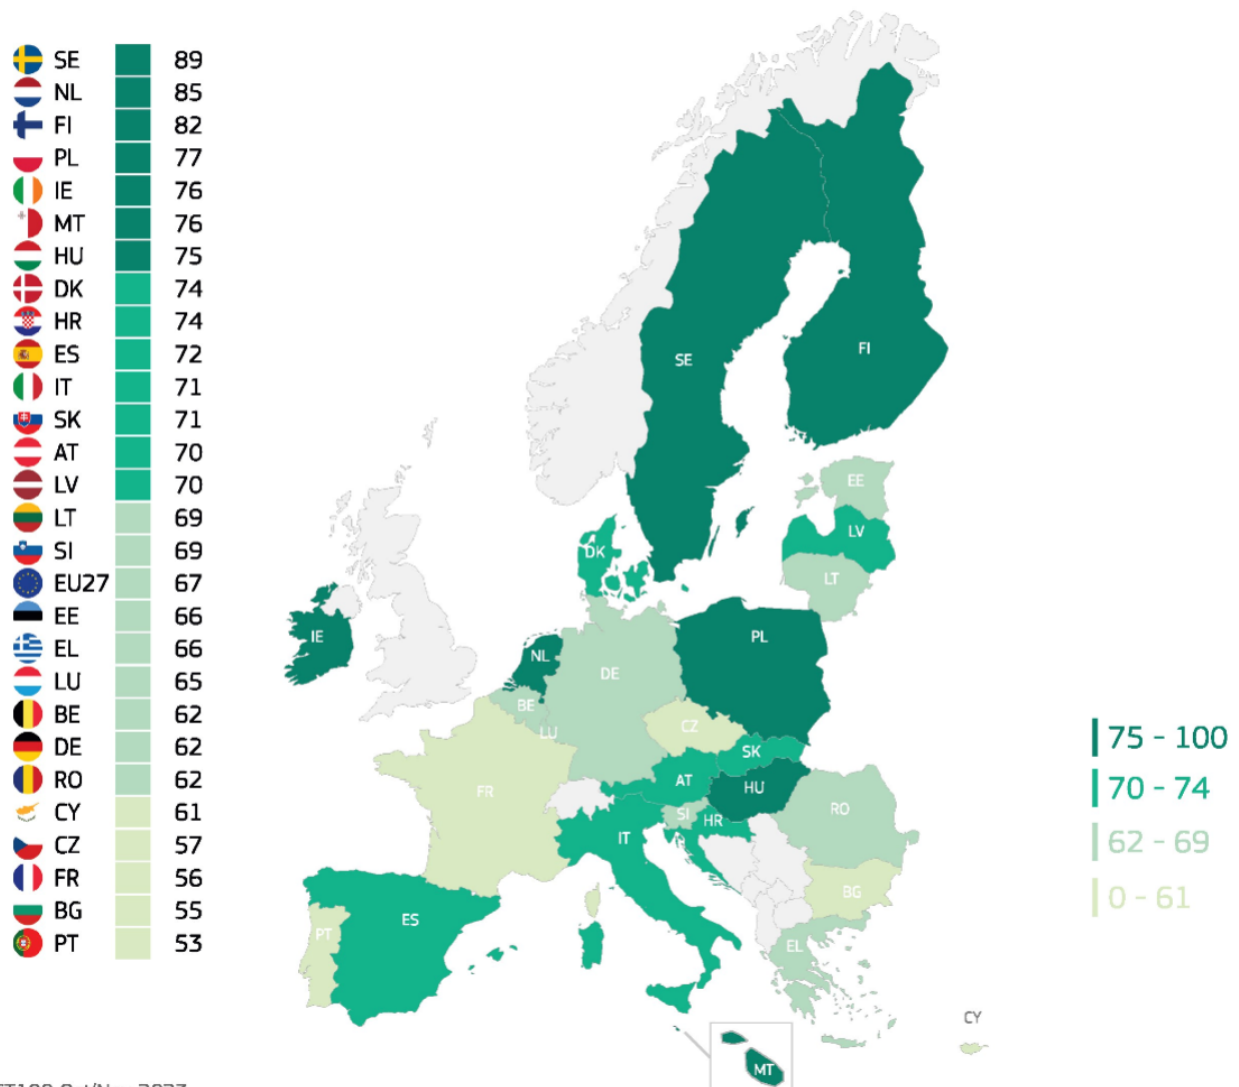 SE 89
NL 85
FI 82
PL 77
IE 76
MT 76
HU 75
DK 74
HR 74
ES 72
IT 71
SK 71
AT 70
LV 70
LT 69
SI 69
EU27 67
EE 66
EL 66
LU 65
BE 62
DE 62
RO 62
CY 61
CZ 57
FR 56
BG 55
PT 53
SE
FI
EE
LV
LT
DK
IE
NL
PL
DE
BE
LU
CZ
SK
FR
AT
HU
SI
HR
RO
IT
BG
ES
PT
EL
CY
MT
75 - 100
70 - 74
62 - 69
0 - 61